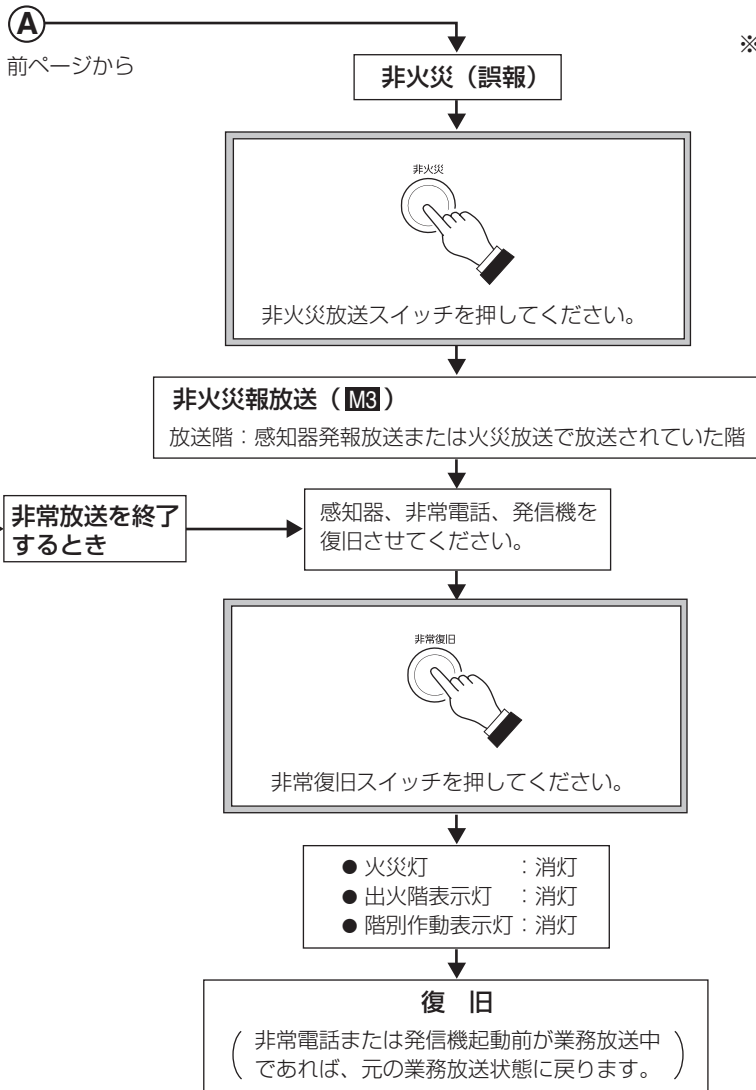 A
前ページから
※
非火災（誤報）
非火災
非火災放送スイッチを押してください。
非火災報放送（M3）
放送階：感知器発報放送または火災放送で放送されていた階
非常放送を終了
するとき
感知器、非常電話、発信機を
復旧させてください。
非常復旧
非常復旧スイッチを押してください。
● 火災灯　　　　：消灯
● 出火階表示灯　：消灯
● 階別作動表示灯：消灯
復　旧
（非常電話または発信機起動前が業務放送中
であれば、元の業務放送状態に戻ります。）